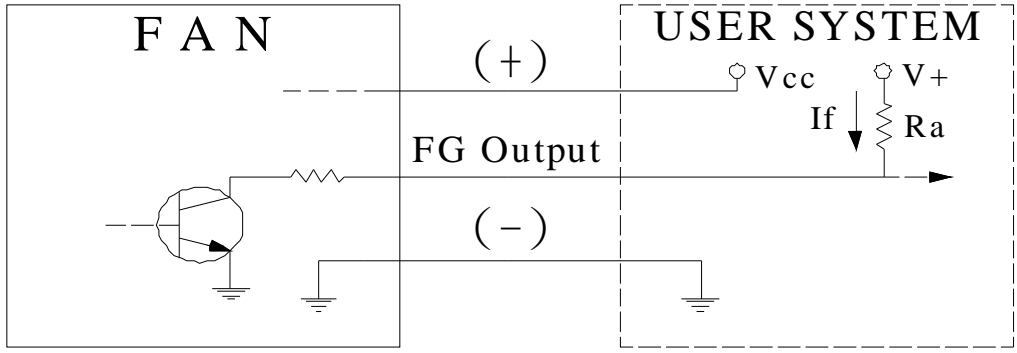 F A N
USER SYSTEM
(+)
Vcc
V+
If
Ra
FG Output
(-)